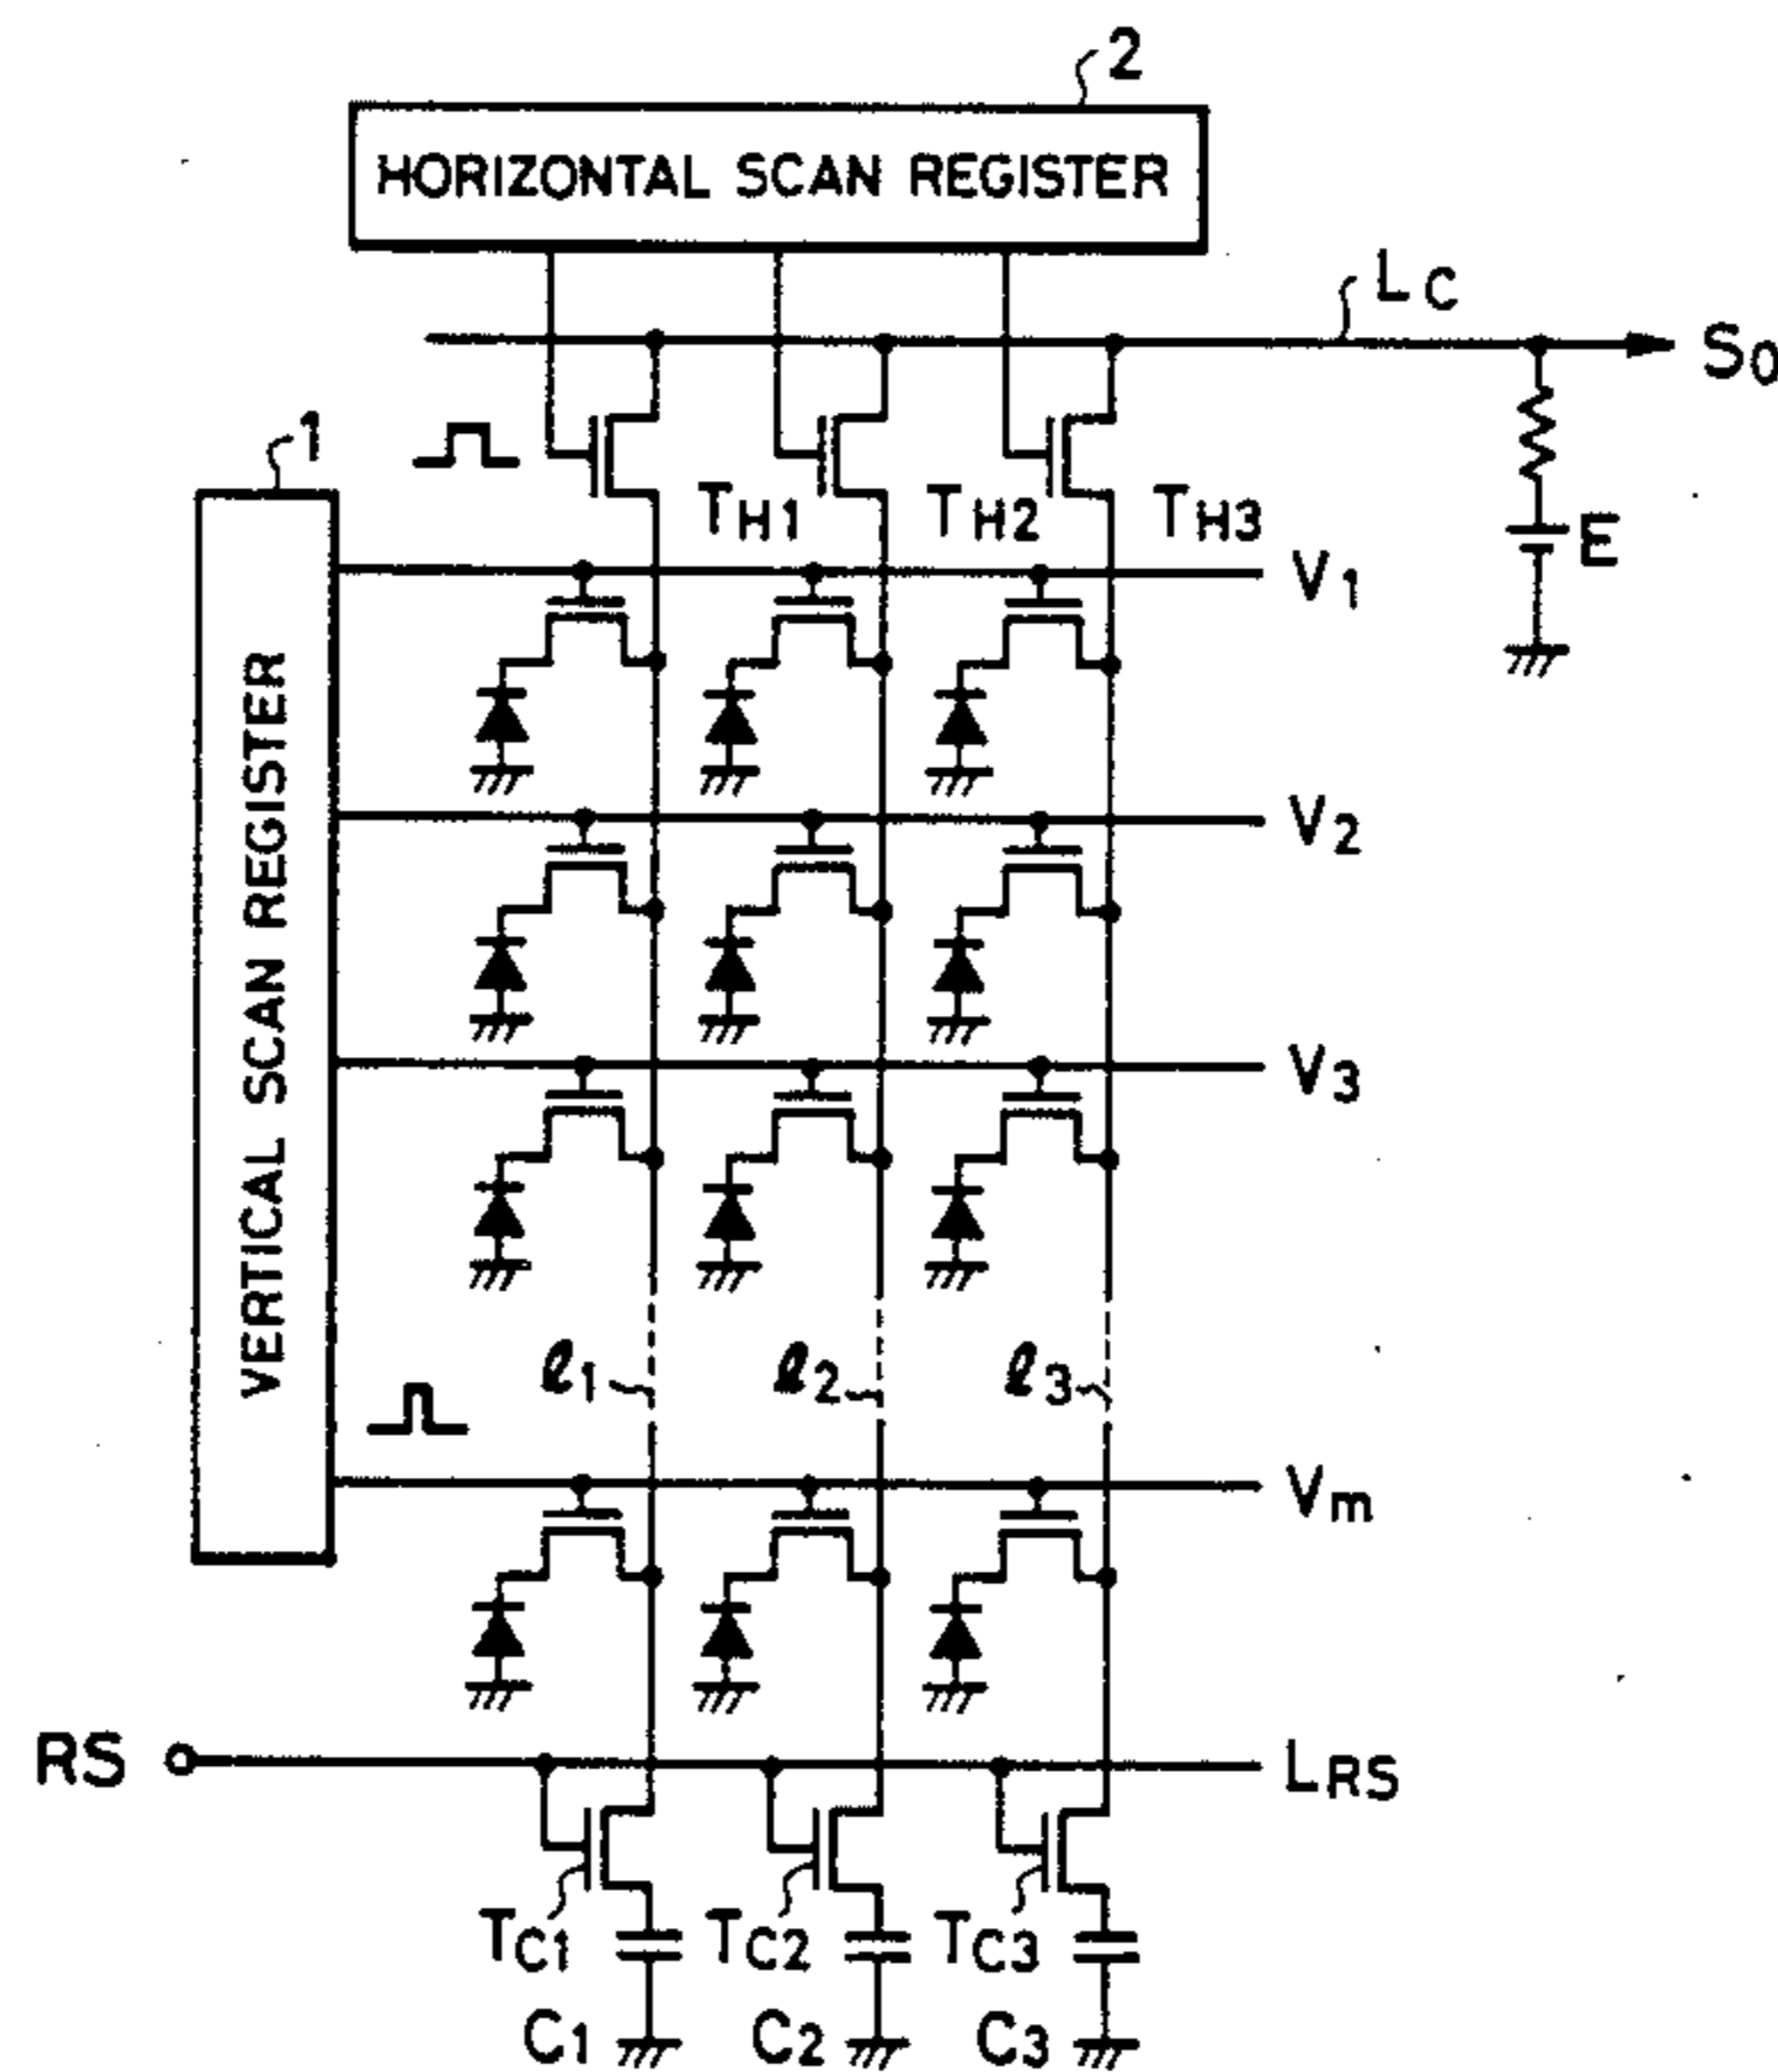 2
HORIZONTAL SCAN REGISTER
LC
S0
1
TH1 TH2 TH3
E
V1
VERTICAL SCAN REGISTER
V2
V3
ℓ1 ℓ2 ℓ3
Vm
RS LRS
TC1 TC2 TC3
C1 C2 C3